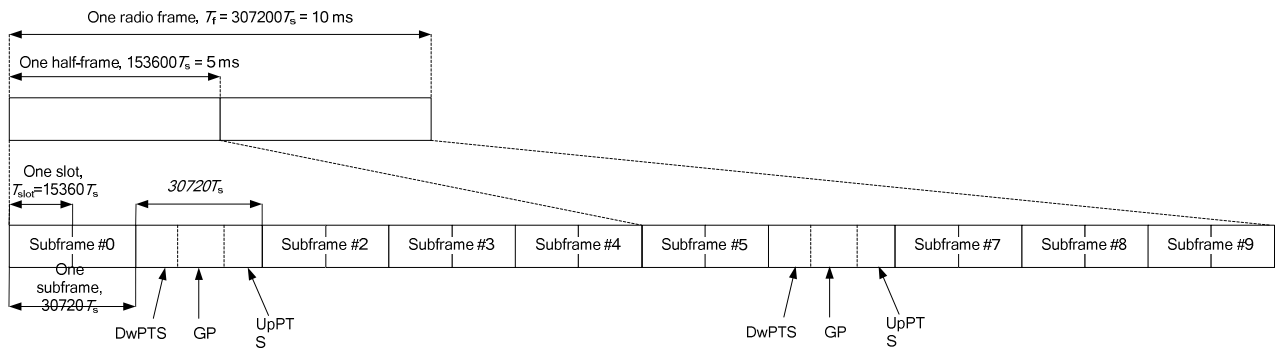 One radio frame, Tf = 307200Ts = 10 ms
One half-frame, 153600Ts = 5 ms
One slot,
Tslot=15360Ts
30720Ts
Subframe #0
Subframe #2
Subframe #3
Subframe #4
Subframe #5
Subframe #7
Subframe #8
Subframe #9
One
subframe,
30720Ts
DwPTS
GP
UpPT
S
DwPTS
GP
UpPT
S